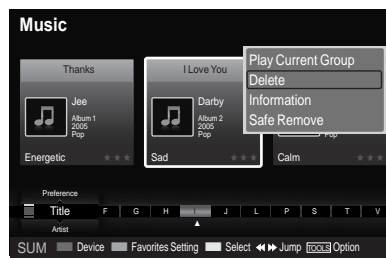 Music
Thanks
I Love You
Play Current Group
Delete
Information
Safe Remove
Jee
Album 1
2005
Pop
Darby
Album 2
2005
Pop
Pop
Energetic
Sad
Calm
Preference
Title F G H I J L P S T V
Artist
SUM Device Favorites Setting Select Jump TOOLS Option